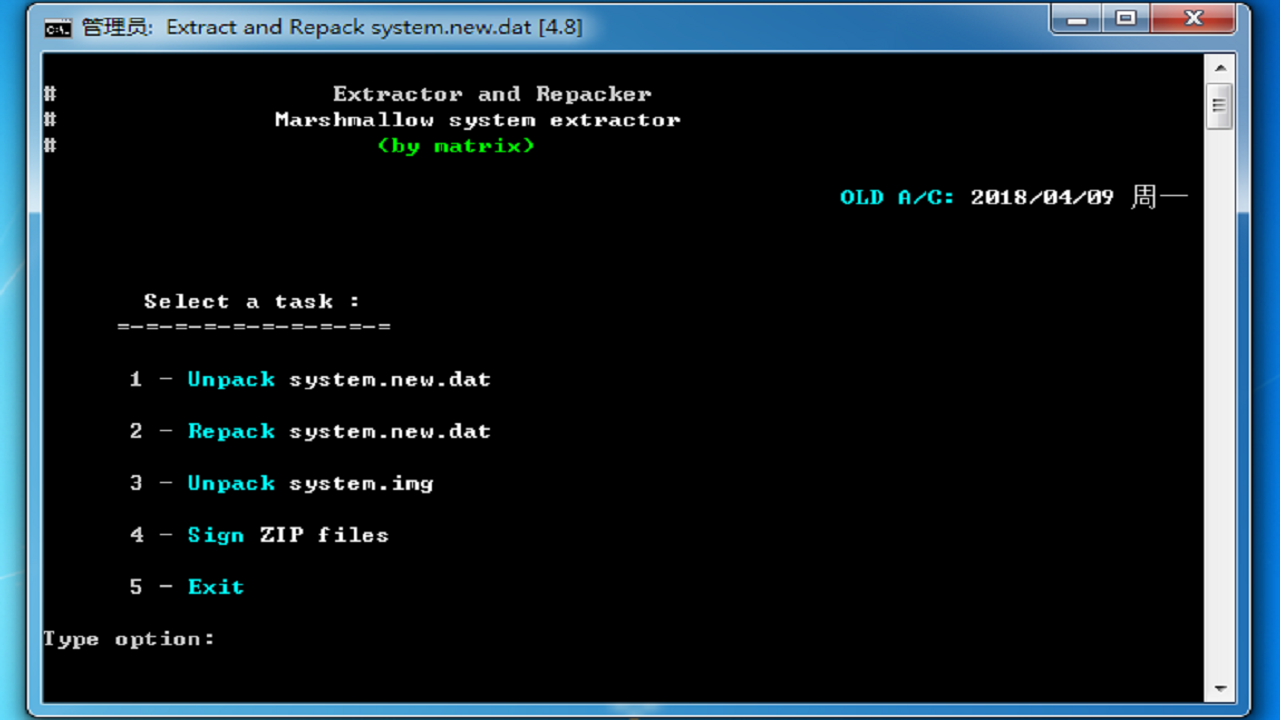 管理员: Extract and Repack system.new.dat [4.8]
# Extractor and Repacker
# Marshmallow system extractor
# (by matrix)
OLD A/C: 2018/04/09 周一
Select a task :
=-=-=-=-=-=-=-=-=-=
1 - Unpack system.new.dat
2 - Repack system.new.dat
3 - Unpack system.img
4 - Sign ZIP files
5 - Exit
Type option: